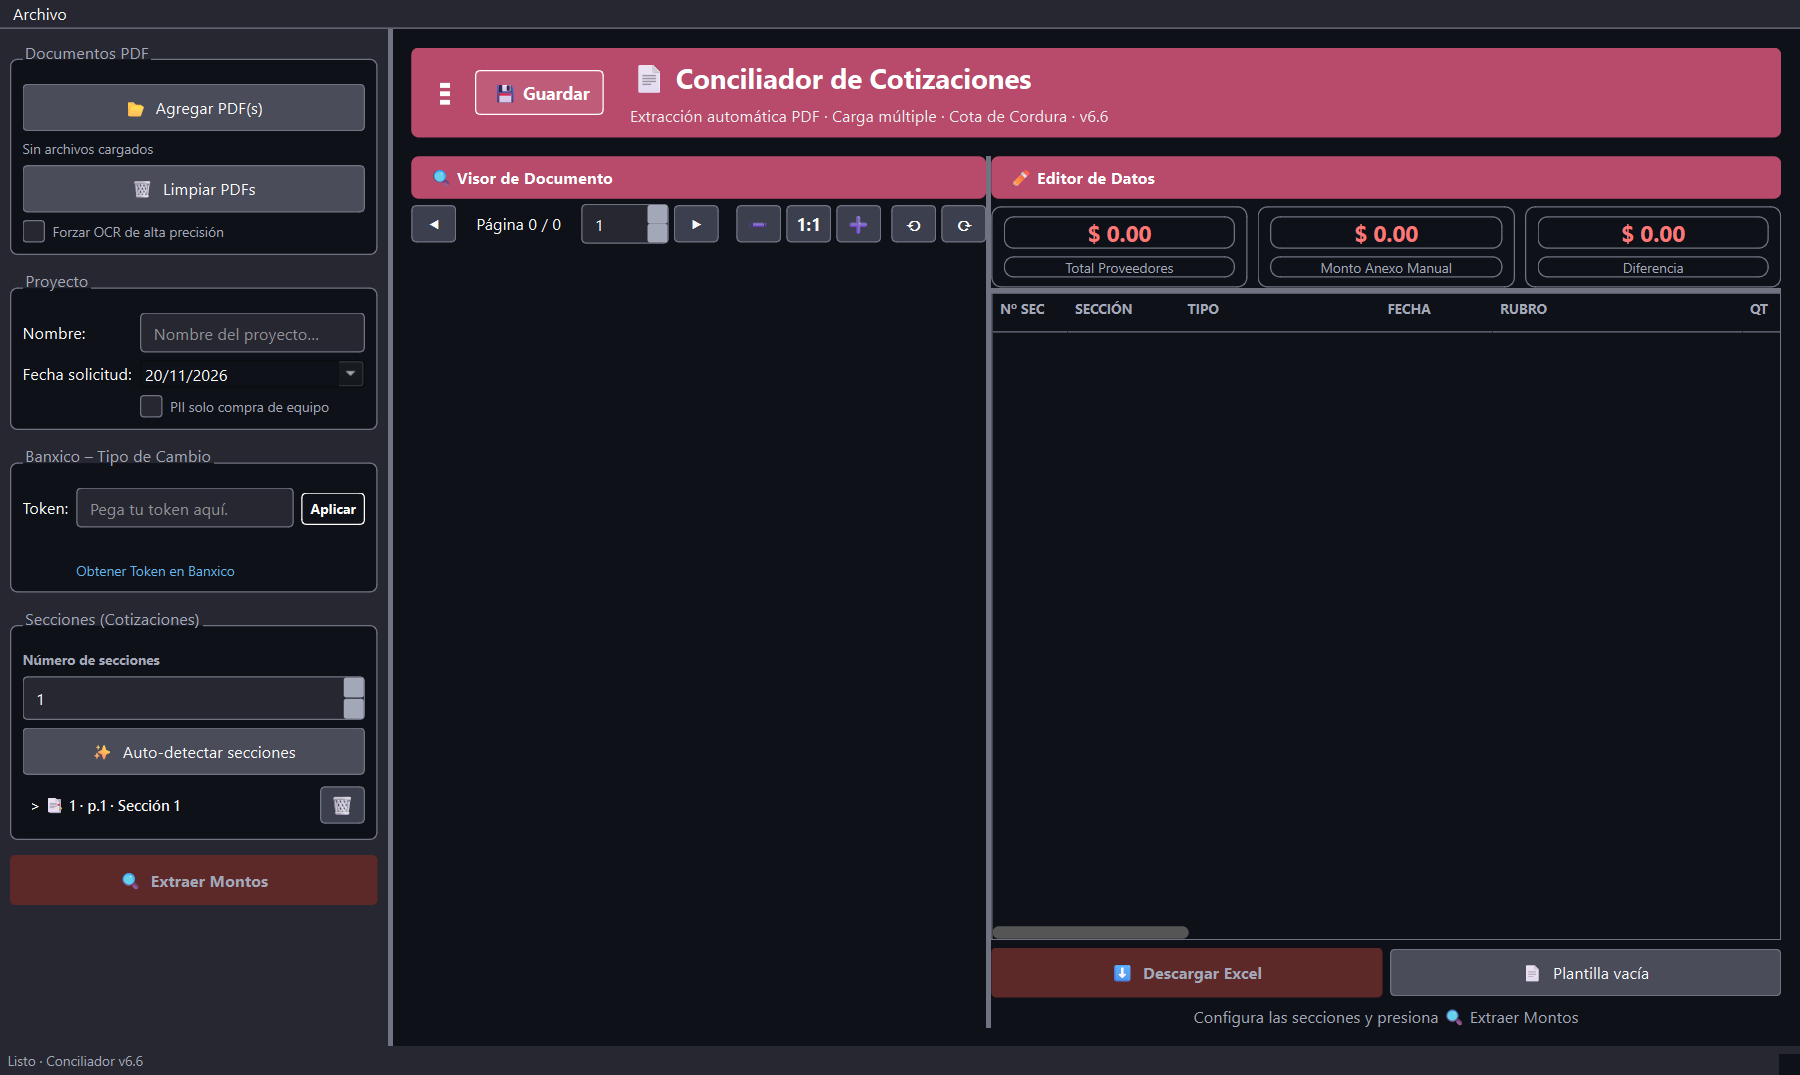 Archivo
Documentos PDF
Agregar PDF(s)
Sin archivos cargados
Limpiar PDFs
Forzar OCR de alta precisión
Proyecto
Nombre: Nombre del proyecto...
Fecha solicitud: 20/11/2026
PII solo compra de equipo
Banxico – Tipo de Cambio
Token: Pega tu token aquí. Aplicar
Obtener Token en Banxico
Secciones (Cotizaciones)
Número de secciones
1
Auto-detectar secciones
> 1 · p.1 · Sección 1
Extraer Montos
Guardar
Conciliador de Cotizaciones
Extracción automática PDF · Carga múltiple · Cota de Cordura · v6.6
Visor de Documento
Página 0 / 0 1 1:1
Editor de Datos
$ 0.00 $ 0.00 $ 0.00
Total Proveedores Monto Anexo Manual Diferencia
Nº SEC SECCIÓN TIPO FECHA RUBRO QT
Descargar Excel Plantilla vacía
Configura las secciones y presiona Extraer Montos
Listo · Conciliador v6.6